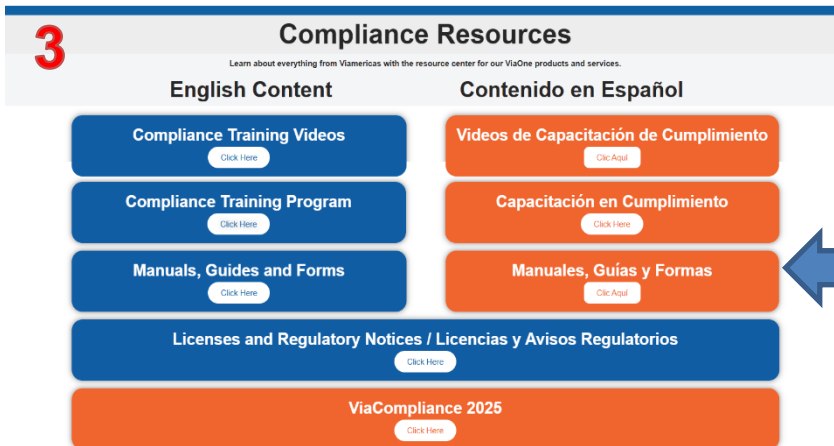 3
Compliance Resources
Learn about everything from Viamericas with the resource center for our ViaOne products and services.
English Content
Contenido en Español
Compliance Training Videos
Click Here
Videos de Capacitación de Cumplimiento
Clic Aquí
Compliance Training Program
Click Here
Capacitación en Cumplimiento
Click Here
Manuals, Guides and Forms
Click Here
Manuales, Guías y Formas
Clic Aquí
Licenses and Regulatory Notices / Licencias y Avisos Regulatorios
Click Here
ViaCompliance 2025
Click Here